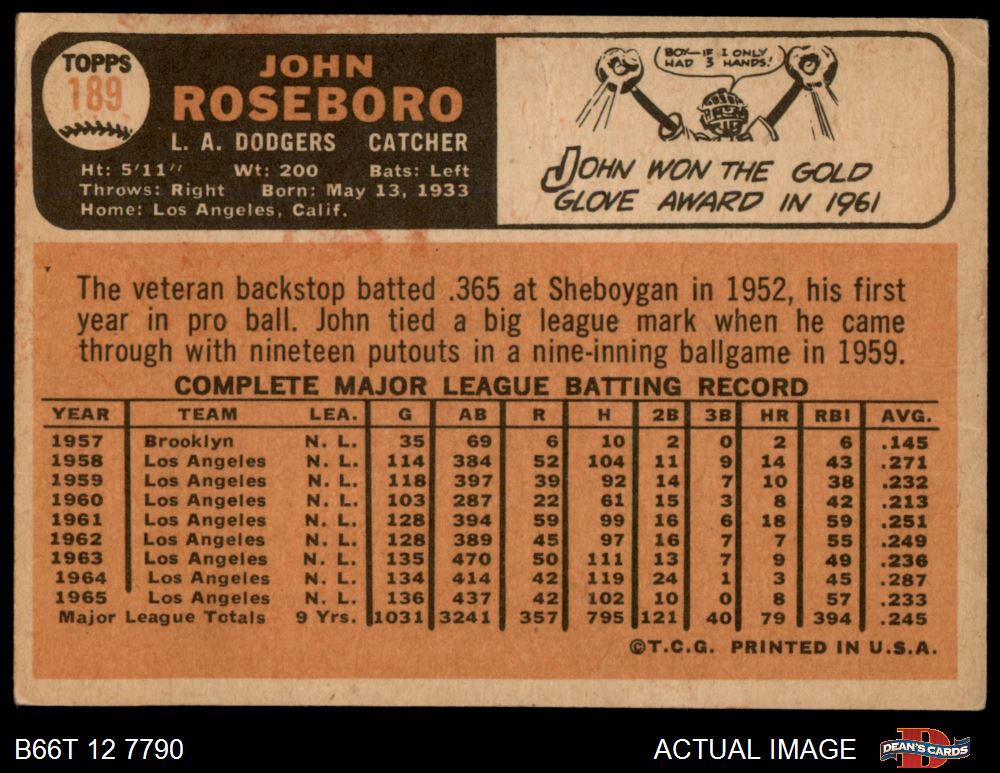 TOPPS
189
JOHN
ROSEBORO
L. A. DODGERS CATCHER
Ht: 5'11" Wt: 200 Bats: Left
Throws: Right Born: May 13, 1933
Home: Los Angeles, Calif.
BOY—IF I ONLY
HAD 3 HANDS!
JOHN WON THE GOLD
GLOVE AWARD IN 1961
The veteran backstop batted .365 at Sheboygan in 1952, his first
year in pro ball. John tied a big league mark when he came
through with nineteen putouts in a nine-inning ballgame in 1959.
COMPLETE MAJOR LEAGUE BATTING RECORD
YEAR TEAM LEA. G AB R H 2B 3B HR RBI AVG.
1957 Brooklyn N. L. 35 69 6 10 2 0 2 6 .145
1958 Los Angeles N. L. 114 384 52 104 11 9 14 43 .271
1959 Los Angeles N. L. 118 397 39 92 14 7 10 38 .232
1960 Los Angeles N. L. 103 287 22 61 15 3 8 42 .213
1961 Los Angeles N. L. 128 394 59 99 16 6 18 59 .251
1962 Los Angeles N. L. 128 389 45 97 16 7 7 55 .249
1963 Los Angeles N. L. 135 470 50 111 13 7 9 49 .236
1964 Los Angeles N. L. 134 414 42 119 24 1 3 45 .287
1965 Los Angeles N. L. 136 437 42 102 10 0 8 57 .233
Major League Totals 9 Yrs. 1031 3241 357 795 121 40 79 394 .245
©T.C.G. PRINTED IN U.S.A.
B66T 12 7790
ACTUAL IMAGE
DEAN'S CARDS